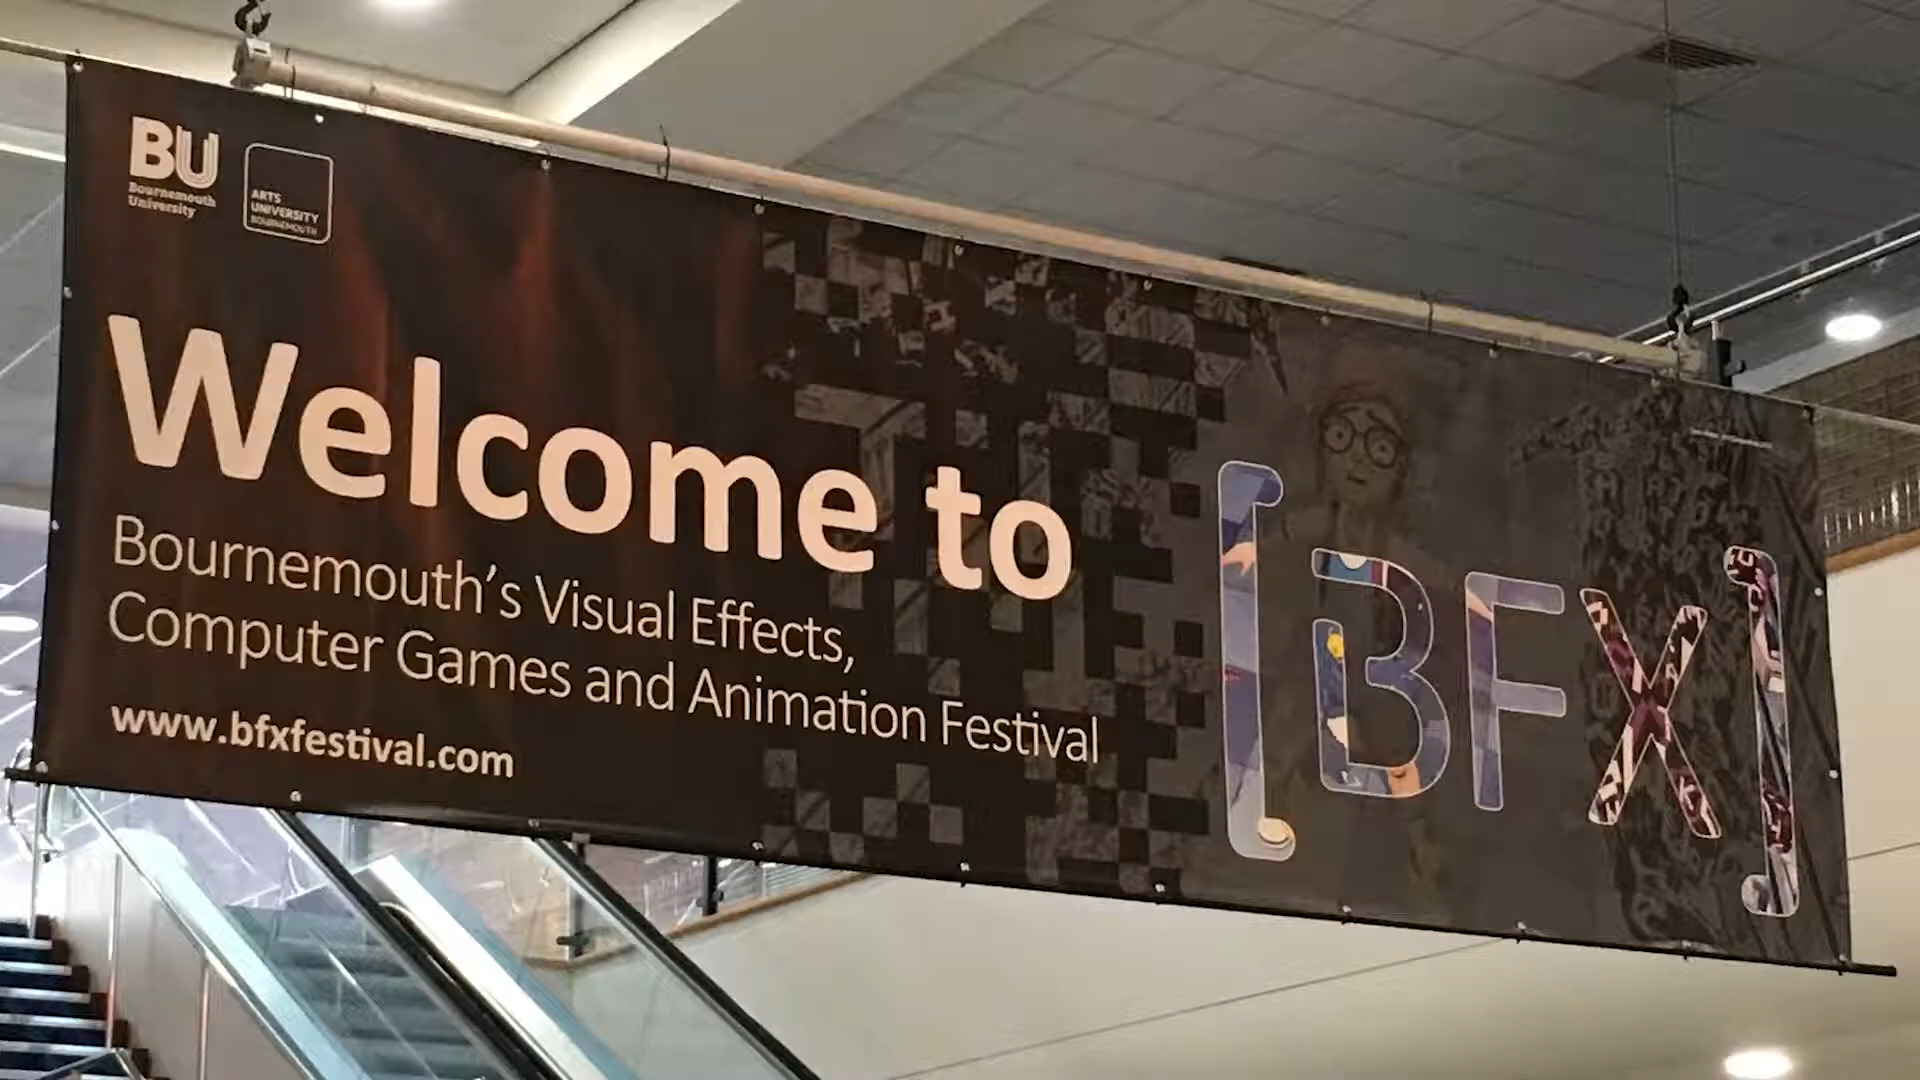 BU
Bournemouth
University
ARTS
UNIVERSITY
BOURNEMOUTH
Welcome to
Bournemouth’s Visual Effects,
Computer Games and Animation Festival
www.bfxfestival.com
[BFX]